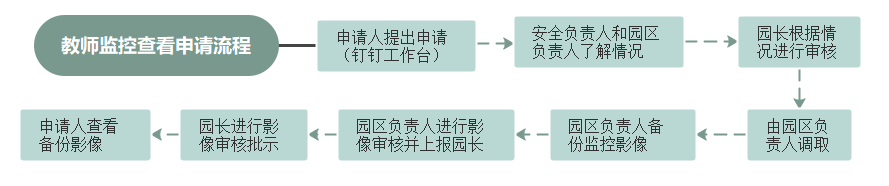 教师监控查看申请流程
申请人提出申请
（钉钉工作台）
安全负责人和园区
负责人了解情况
园长根据情
况进行审核
由园区负
责人调取
园区负责人备
份监控影像
园区负责人进行影
像审核并上报园长
园长进行影
像审核批示
申请人查看
备份影像